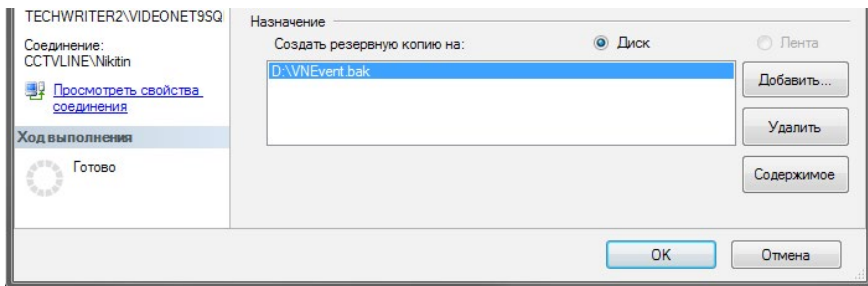 TECHWRITER2\VIDEONET9SQ
Соединение:
CCTVLINE\Nikitin
Просмотреть свойства
соединения
Ход выполнения
Готово
Назначение
Создать резервную копию на:
Диск
Лента
D:\VNEvent.bak
Добавить...
Удалить
Содержимое
OK
Отмена